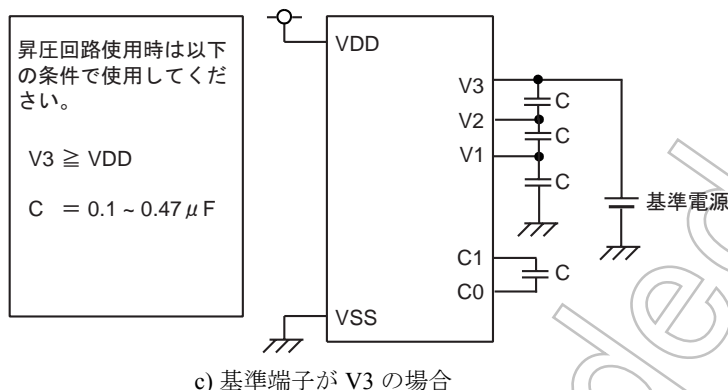 昇圧回路使用時は以下
の条件で使用してくだ
さい。
V3 ≧ VDD
C = 0.1 ~ 0.47 μ F
VDD
V3
C
V2
C
V1
C
基準電源
C1
C
C0
VSS
c) 基準端子が V3 の場合